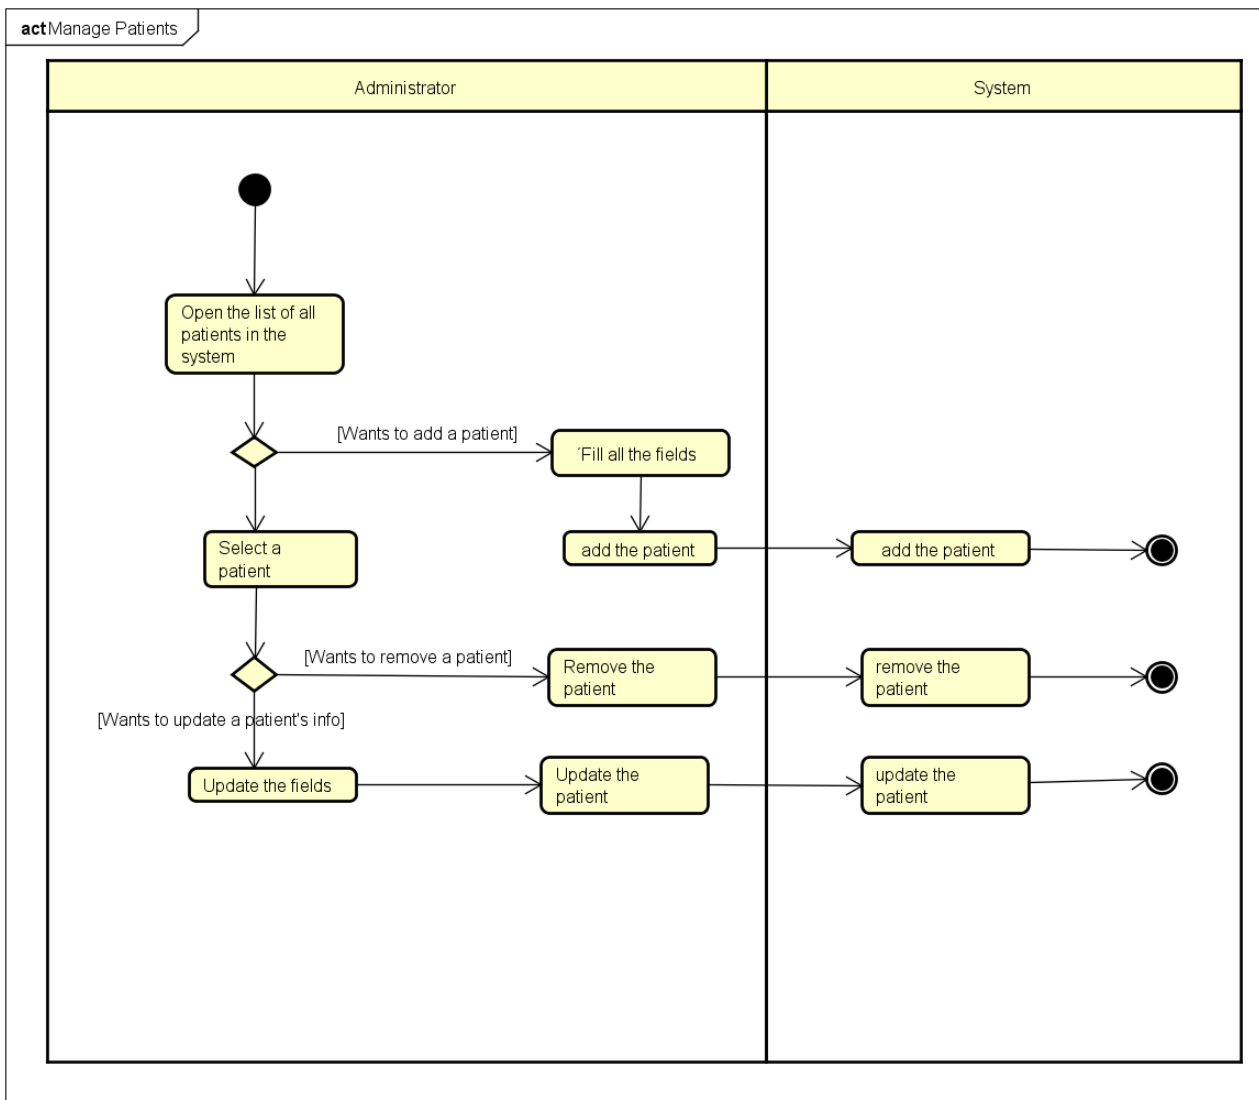 act Manage Patients
Administrator
System
Open the list of all
patients in the
system
[Wants to add a patient]
´Fill all the fields
Select a
patient
add the patient
add the patient
[Wants to remove a patient]
Remove the
patient
remove the
patient
[Wants to update a patient's info]
Update the fields
Update the
patient
update the
patient